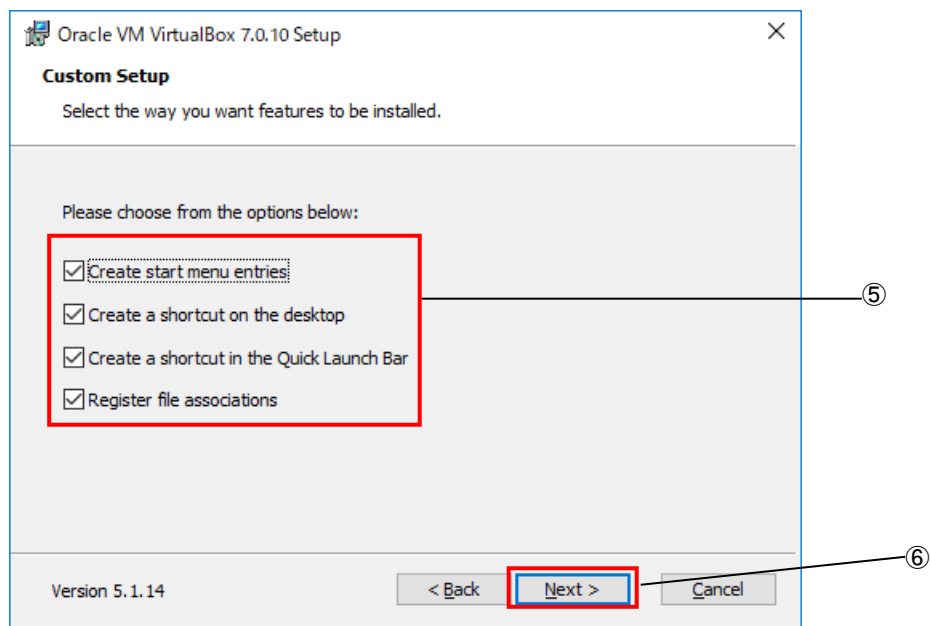 Oracle VM VirtualBox 7.0.10 Setup
Custom Setup
Select the way you want features to be installed.
Please choose from the options below:
Create start menu entries
Create a shortcut on the desktop
Create a shortcut in the Quick Launch Bar
Register file associations
⑤
⑥
Version 5.1.14
< Back
Next >
Cancel